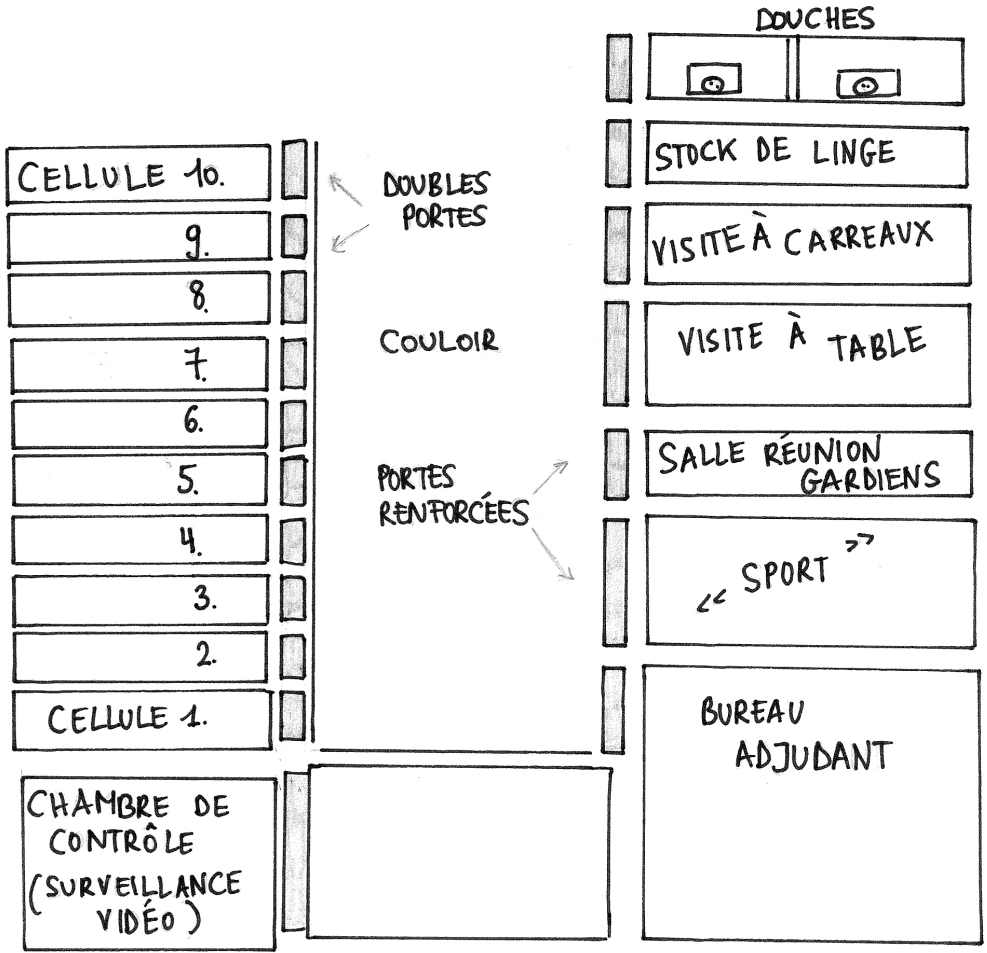 DOUCHES
STOCK DE LINGE
VISITE À CARREAUX
VISITE À TABLE
SALLE RÉUNION
GARDIENS
<< SPORT >>
BUREAU
ADJUDANT
DOUBLES
PORTES
COULOIR
PORTES
RENFORCÉES
CELLULE 10.
9.
8.
7.
6.
5.
4.
3.
2.
CELLULE 1.
CHAMBRE DE
CONTRÔLE
(SURVEILLANCE
VIDÉO)